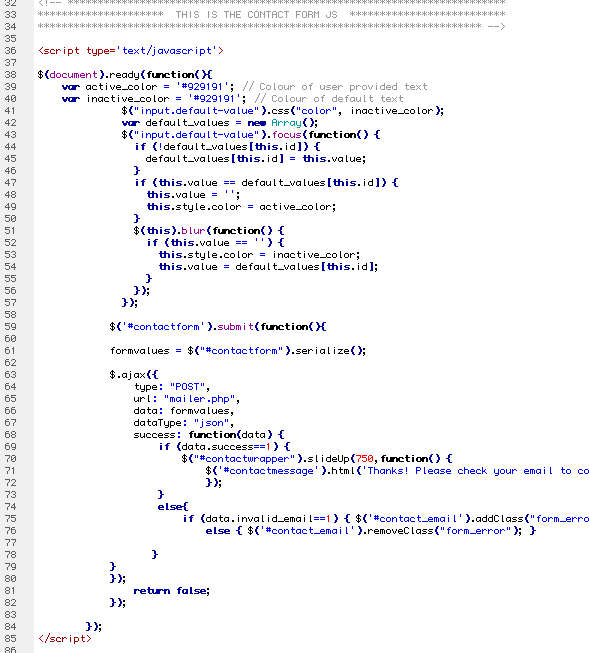 32 <!-- **********************************************************
33 ********************* THIS IS THE CONTACT FORM JS **********************
34 ************************************************************************** -->
35
36 <script type='text/javascript'>
37
38 $(document).ready(function(){
39 var active_color = '#929191'; // Colour of user provided text
40 var inactive_color = '#929191'; // Colour of default text
41 $("input.default-value").css("color", inactive_color);
42 var default_values = new Array();
43 $("input.default-value").focus(function() {
44 if (!default_values[this.id]) {
45 default_values[this.id] = this.value;
46 }
47 if (this.value == default_values[this.id]) {
48 this.value = '';
49 this.style.color = active_color;
50 }
51 $(this).blur(function() {
52 if (this.value == '') {
53 this.style.color = inactive_color;
54 this.value = default_values[this.id];
55 }
56 });
57 });
58
59 $('#contactform').submit(function(){
60
61 formvalues = $("#contactform").serialize();
62
63 $.ajax({
64 type: "POST",
65 url: "mailer.php",
66 data: formvalues,
67 dataType: "json",
68 success: function(data) {
69 if (data.success==1) {
70 $("#contactwrapper").slideUp(750,function() {
71 $('#contactmessage').html('Thanks! Please check your email to co
72 });
73 }
74 else{
75 if (data.invalid_email==1) { $('#contact_email').addClass("form_erro
76 else { $('#contact_email').removeClass("form_error"); }
77
78 }
79 }
80 });
81 return false;
82 });
83
84 });
85 </script>
86